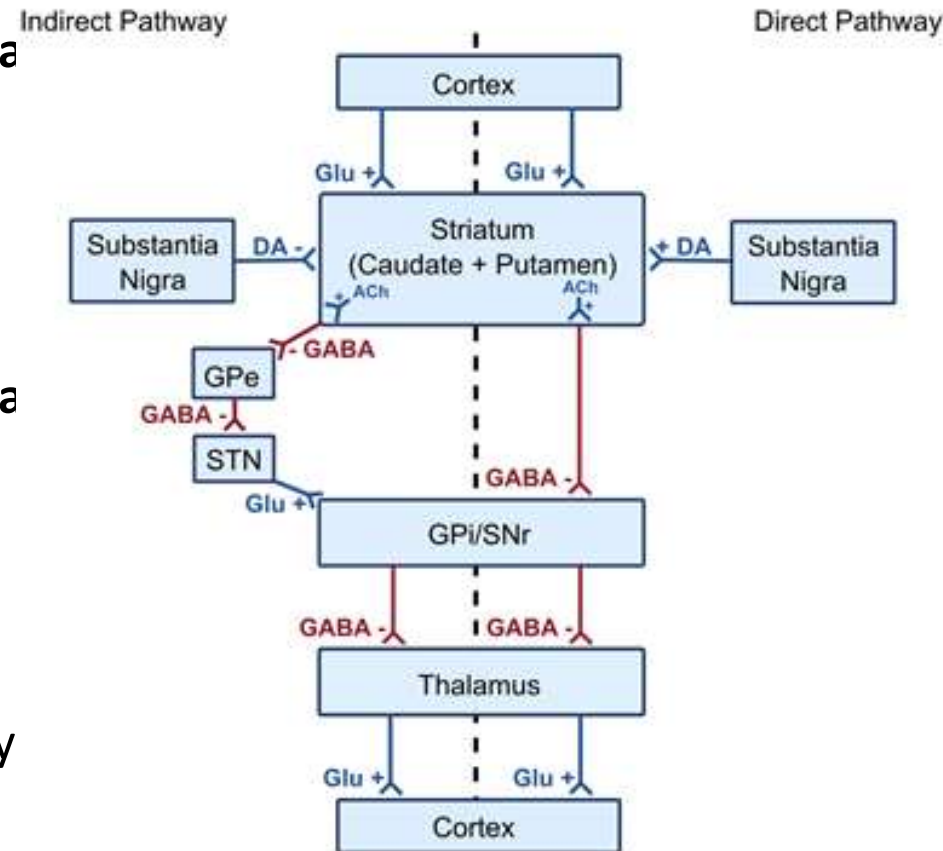 Indirect Pathway
Direct Pathway
a
Cortex
Glu +
Glu +
Substantia
Nigra
DA -
Striatum
(Caudate + Putamen)
+ ACh
ACh
+
+ DA
Substantia
Nigra
- GABA
GPe
a
GABA -
STN
Glu +
GABA -
GPi/SNr
GABA -
GABA -
Thalamus
y
Glu +
Glu +
Cortex